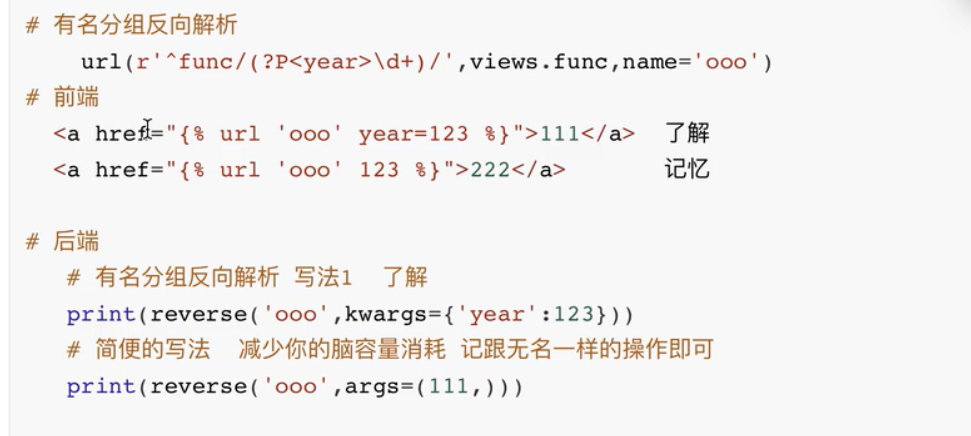 # 有名分组反向解析
url(r'^func/(?P<year>\d+)/',views.func,name='ooo')
# 前端
<a href="{% url 'ooo' year=123 %}">111</a> 了解
<a href="{% url 'ooo' 123 %}">222</a> 记忆
# 后端
# 有名分组反向解析 写法1 了解
print(reverse('ooo',kwargs={'year':123}))
# 简便的写法 减少你的脑容量消耗 记跟无名一样的操作即可
print(reverse('ooo',args=(111,)))